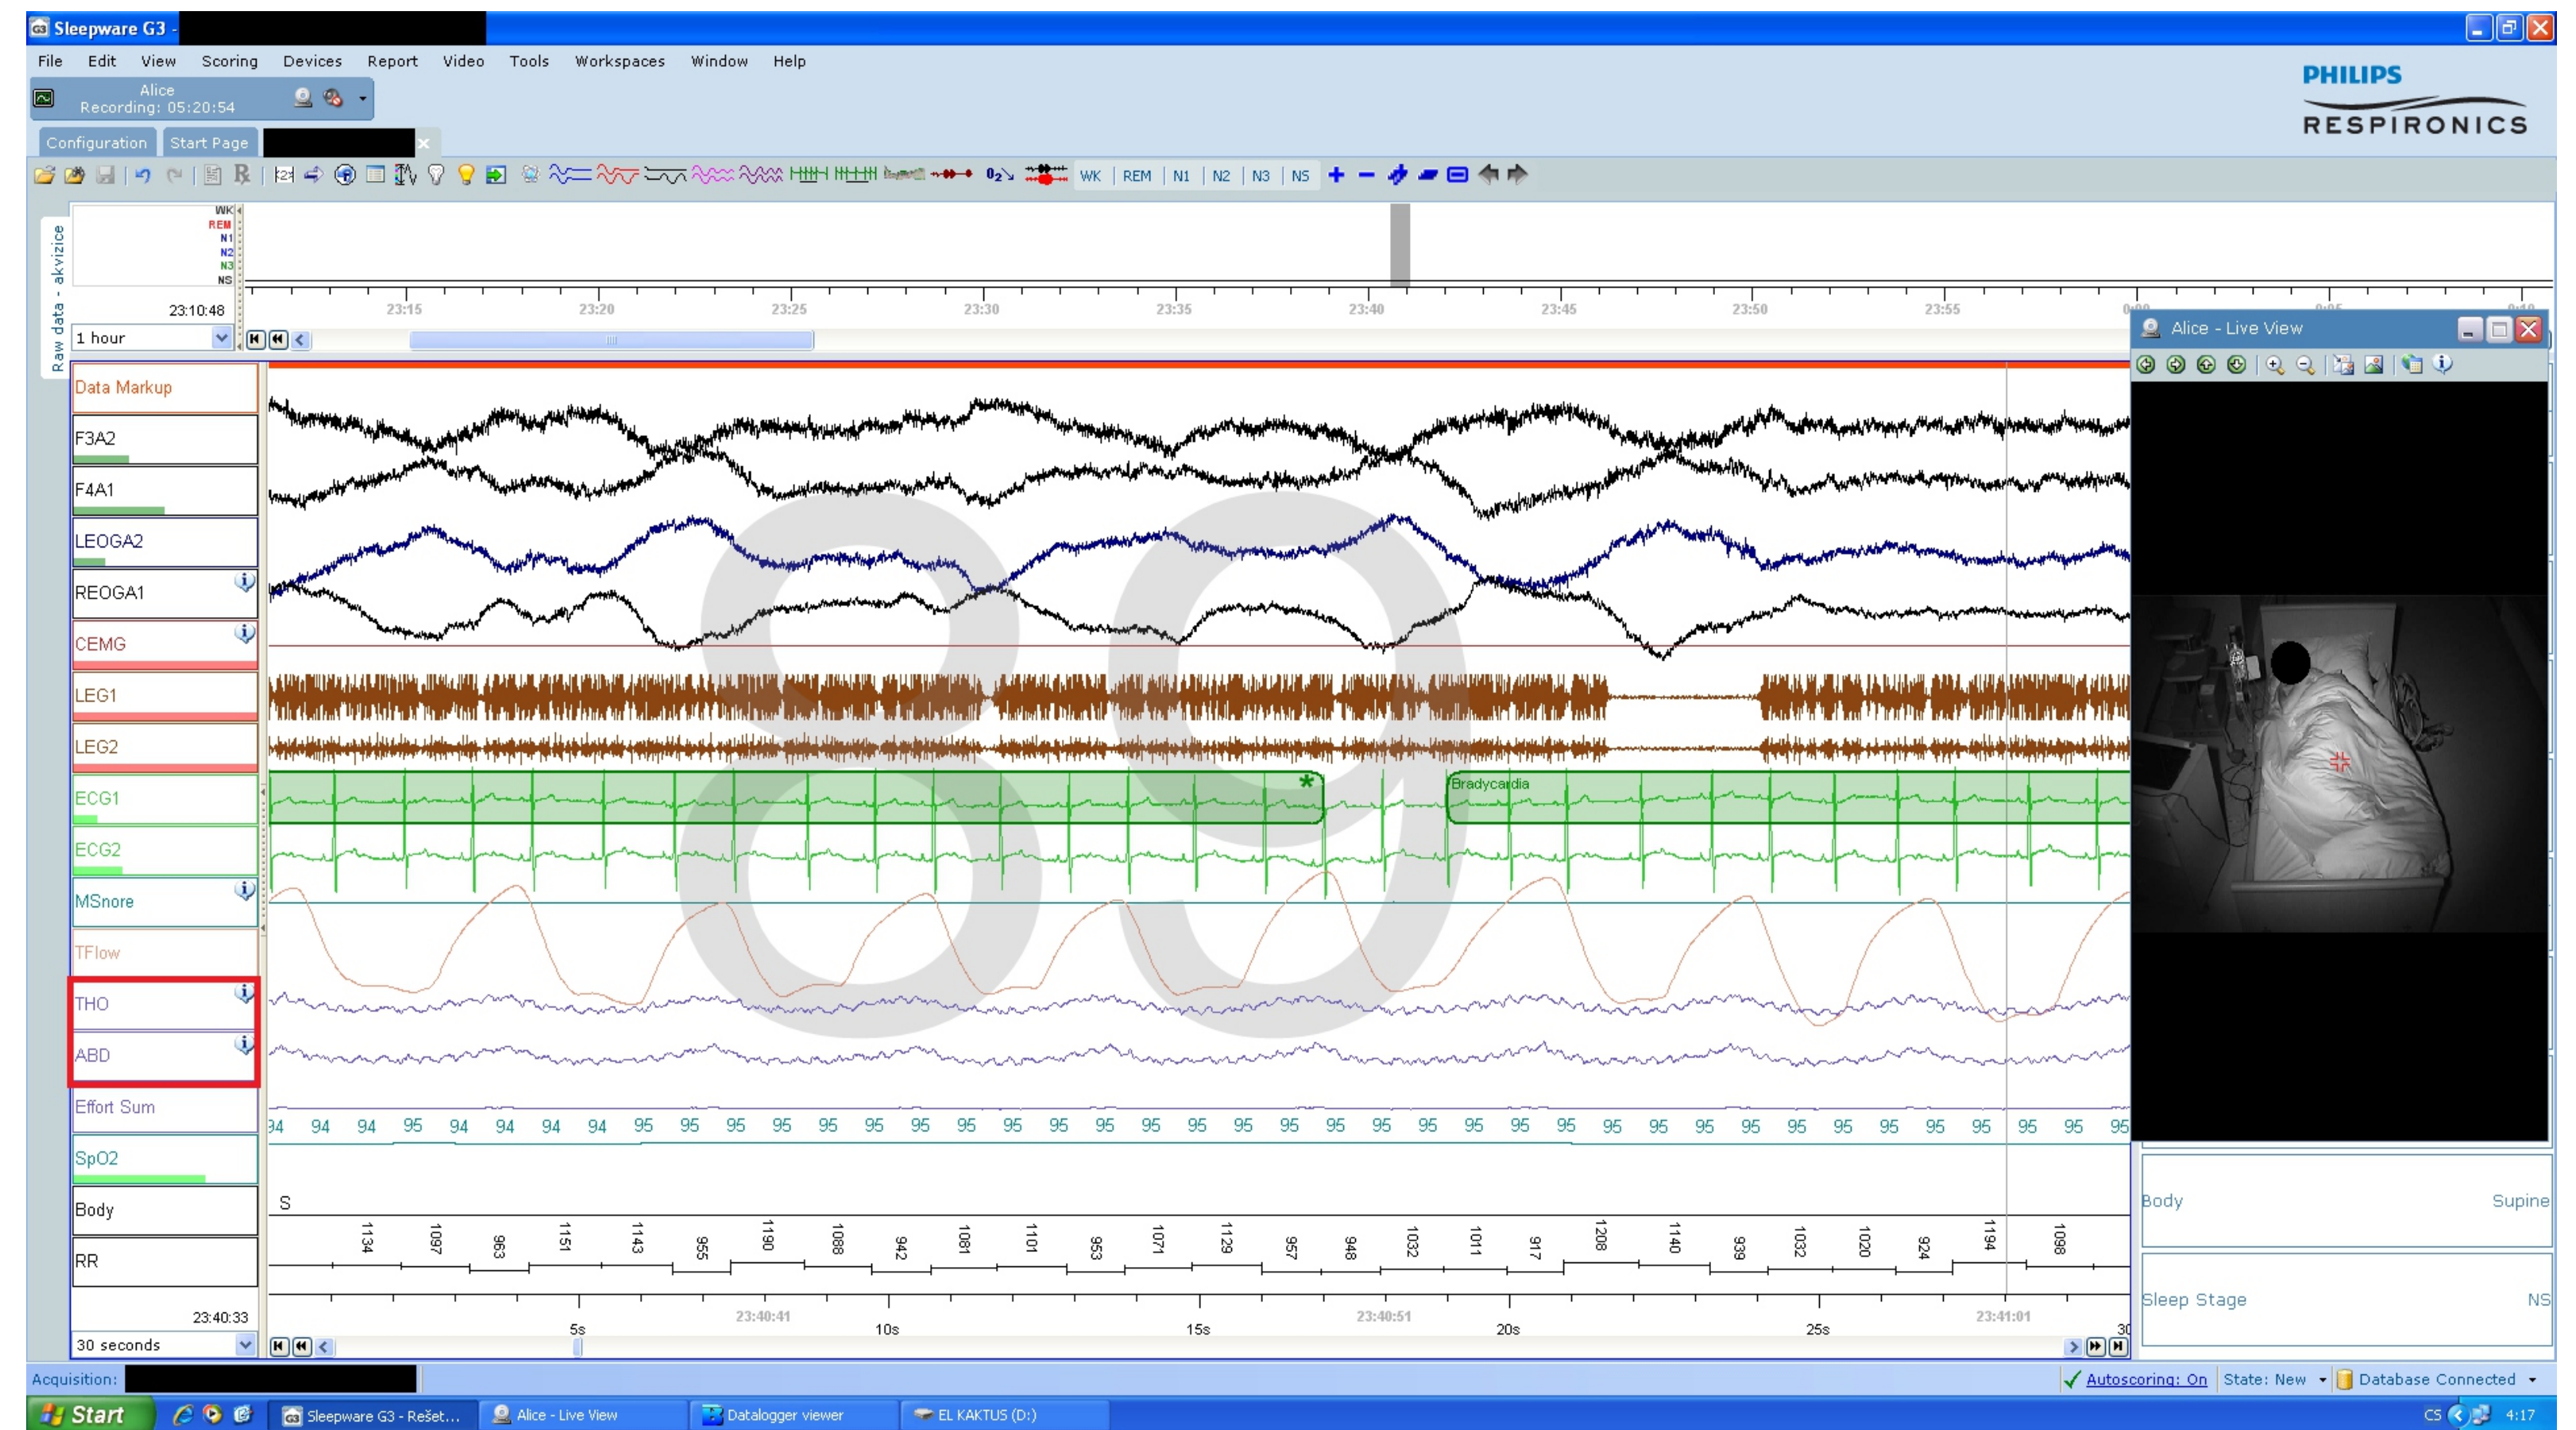 Sleepware G3 -
File Edit View Scoring Devices Report Video Tools Workspaces Window Help
Alice
Recording: 05:20:54
PHILIPS
RESPIRONICS
Configuration Start Page
WK REM N1 N2 N3 NS
Raw data - akvizice
WK
REM
N1
N2
N3
NS
23:10:48 23:15 23:20 23:25 23:30 23:35 23:40 23:45 23:50 23:55
1 hour
Alice - Live View
89
Data Markup
F3A2
F4A1
LEOGA2
REOGA1
CEMG
LEG1
LEG2
ECG1 Bradycardia
ECG2
MSnore
TFlow
THO
ABD
Effort Sum
94 94 94 95 94 94 94 94 95 95 95 95 95 95 95 95 95 95 95 95 95 95 95 95 95 95 95 95 95 95 95 95 95 95 95 95 95 95 95 95 95
SpO2
Body S
RR 1134 1097 963 1151 1143 955 1190 1088 942 1081 1101 953 1071 1129 957 948 1032 1011 917 1208 1140 939 1032 1020 924 1194 1098
Body Supine
Sleep Stage NS
23:40:33 23:40:41 23:40:51 23:41:01
5s 10s 15s 20s 25s 30
30 seconds
Acquisition:
Autoscoring: On State: New Database Connected
Start Sleepware G3 - Rešet... Alice - Live View Datalogger viewer EL KAKTUS (D:) CS 4:17